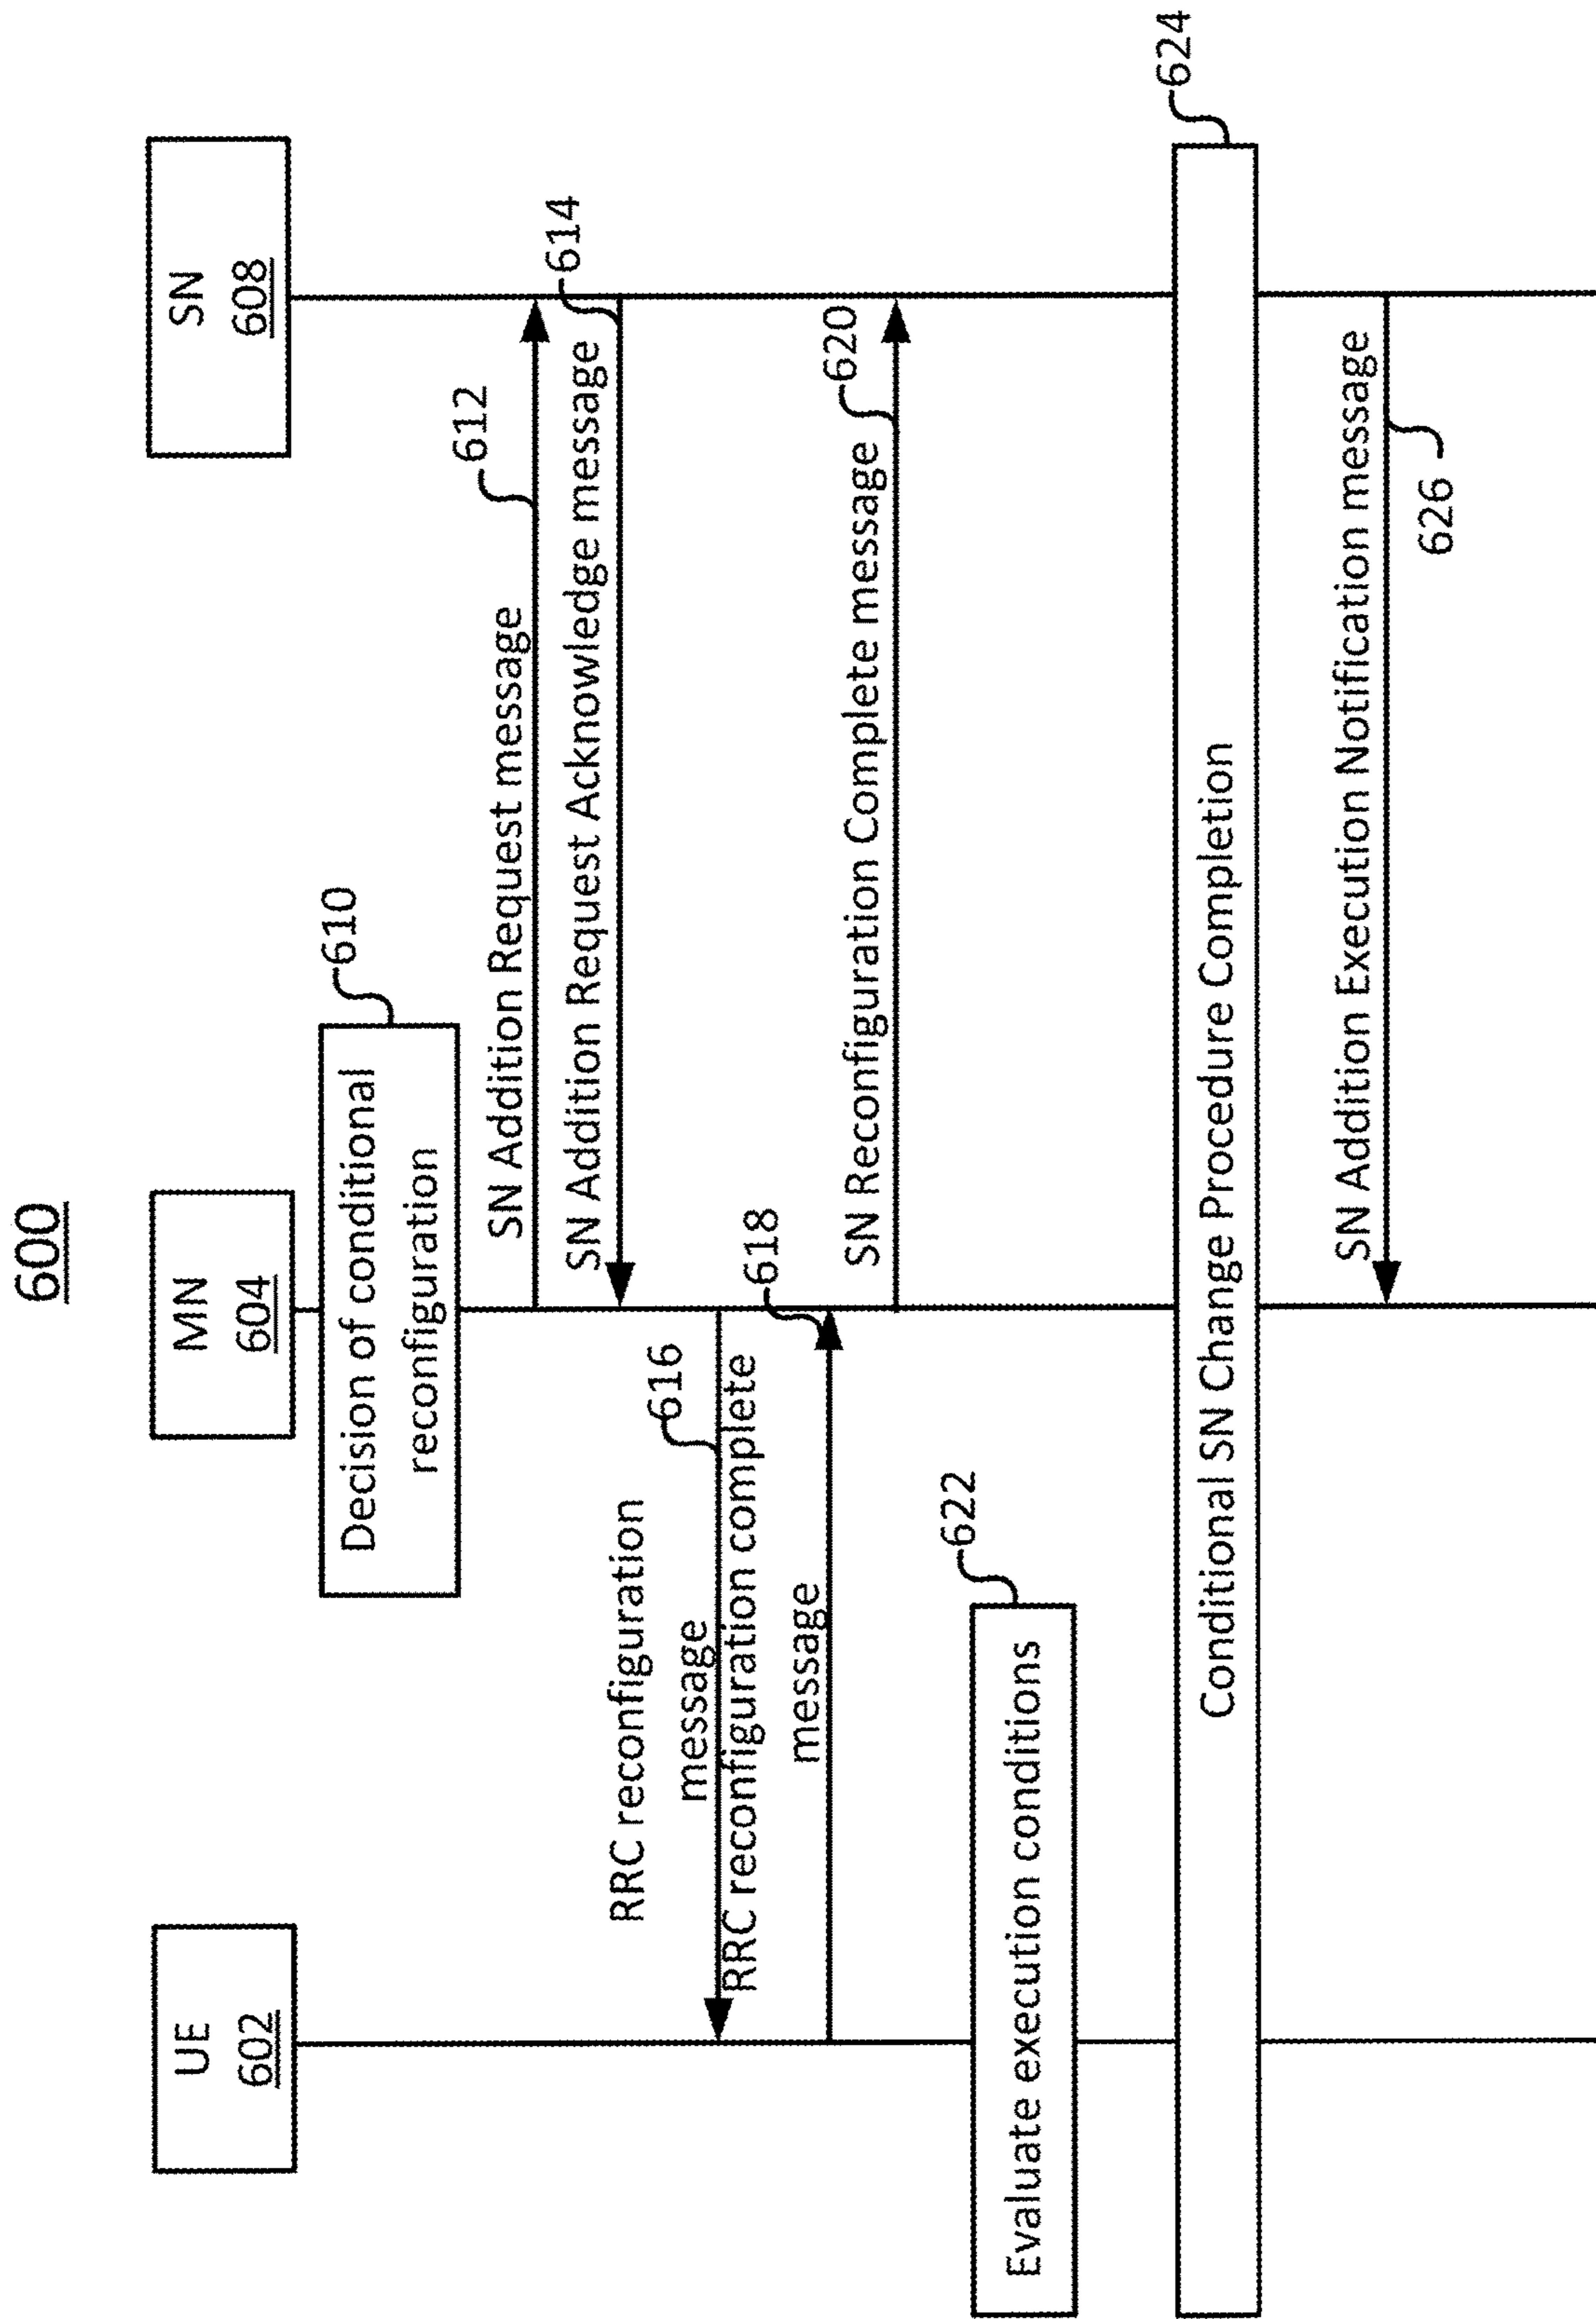 600
UE
602
MN
604
SN
608
Decision of conditional
reconfiguration
610
SN Addition Request message
612
SN Addition Request Acknowledge message
614
RRC reconfiguration
message
616
RRC reconfiguration complete
message
618
SN Reconfiguration Complete message
620
Evaluate execution conditions
622
Conditional SN Change Procedure Completion
624
SN Addition Execution Notification message
626